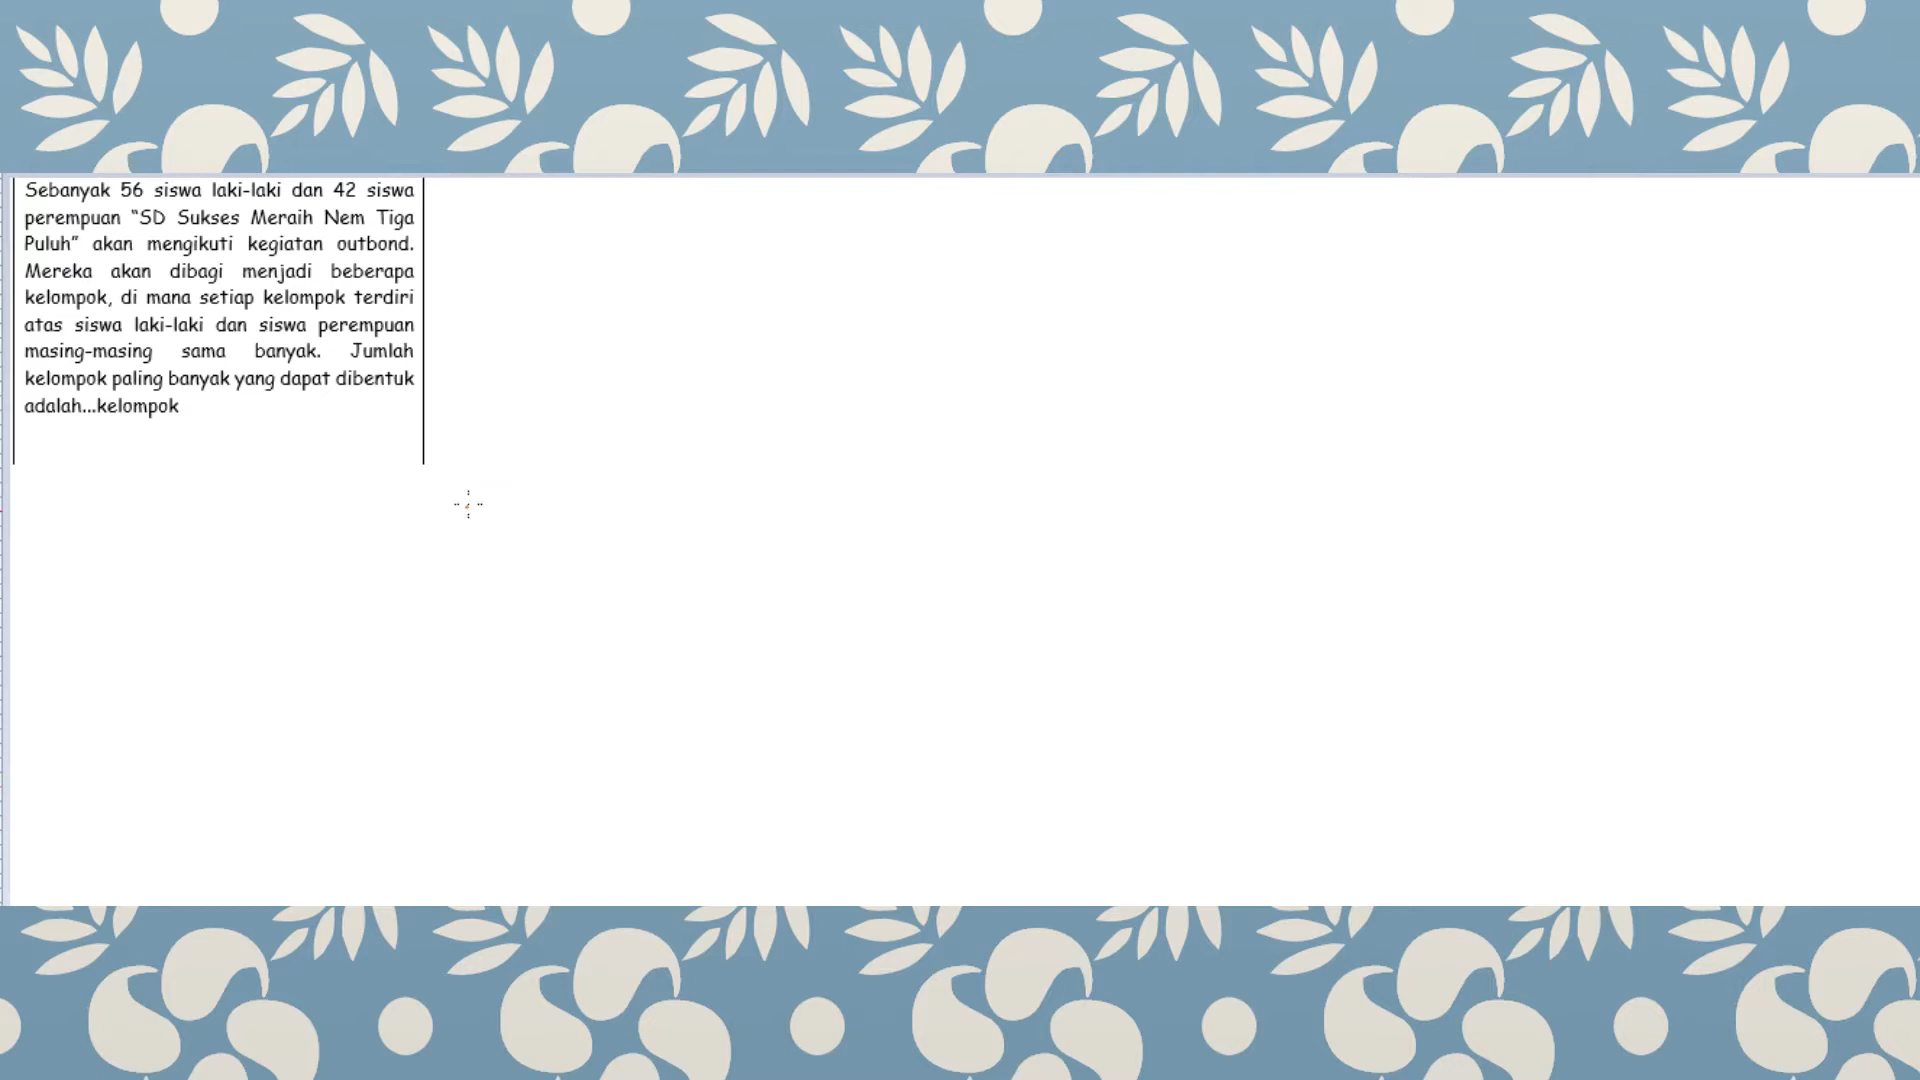 Sebanyak 56 siswa laki-laki dan 42 siswa
perempuan “SD Sukses Meraih Nem Tiga
Puluh” akan mengikuti kegiatan outbond.
Mereka akan dibagi menjadi beberapa
kelompok, di mana setiap kelompok terdiri
atas siswa laki-laki dan siswa perempuan
masing-masing sama banyak. Jumlah
kelompok paling banyak yang dapat dibentuk
adalah...kelompok